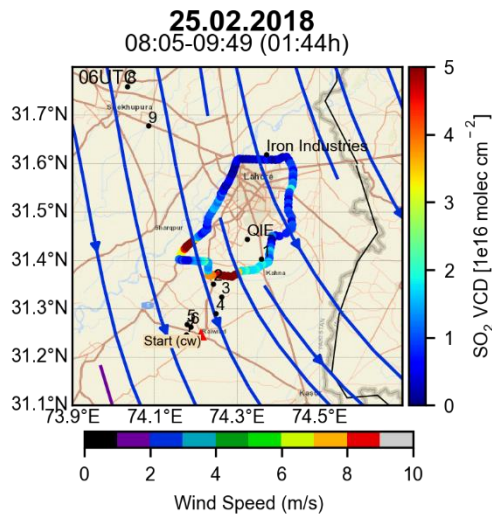 25.02.2018
08:05-09:49 (01:44h)
06UTC
8
Sheikhupura
9
31.7°N
31.6°N
31.5°N
31.4°N
31.3°N
31.2°N
31.1°N
Iron Industries
Lahore
QIE
1
Sharqpur
Kahna
2
3
4
5
6
Start (cw)
Raiwind
Kasur
73.9°E
74.1°E
74.3°E
74.5°E
5
4
3
2
1
0
SO₂ VCD [1e16 molec cm⁻²]
0 2 4 6 8 10
Wind Speed (m/s)